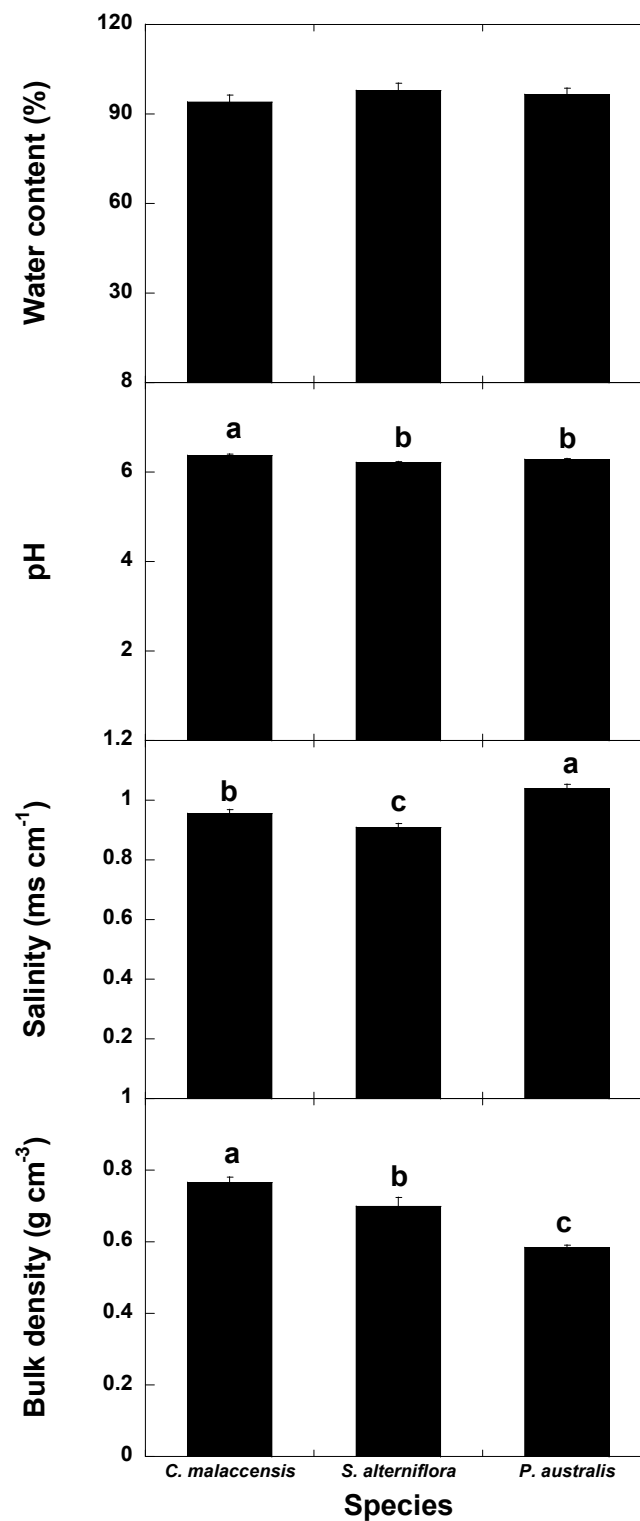 120
90
60
30
Water content (%)
8
a b b
6
4
2
pH
1.2
b c a
1
0.8
0.6
0.4
0.2
Salinity (ms cm⁻¹)
1
a b c
0.8
0.6
0.4
0.2
0
Bulk density (g cm⁻³)
C. malaccensis S. alterniflora P. australis
Species